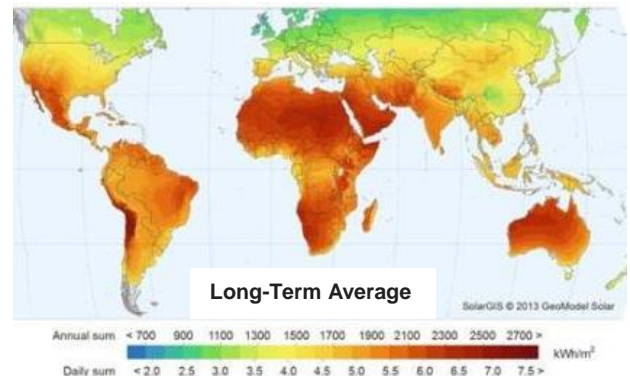 Long-Term Average
SolarGIS © 2013 GeoModel Solar
Annual sum < 700 900 1100 1300 1500 1700 1900 2100 2300 2500 2700 > kWh/m²
Daily sum < 2.0 2.5 3.0 3.5 4.0 4.5 5.0 5.5 6.0 6.5 7.0 7.5 >